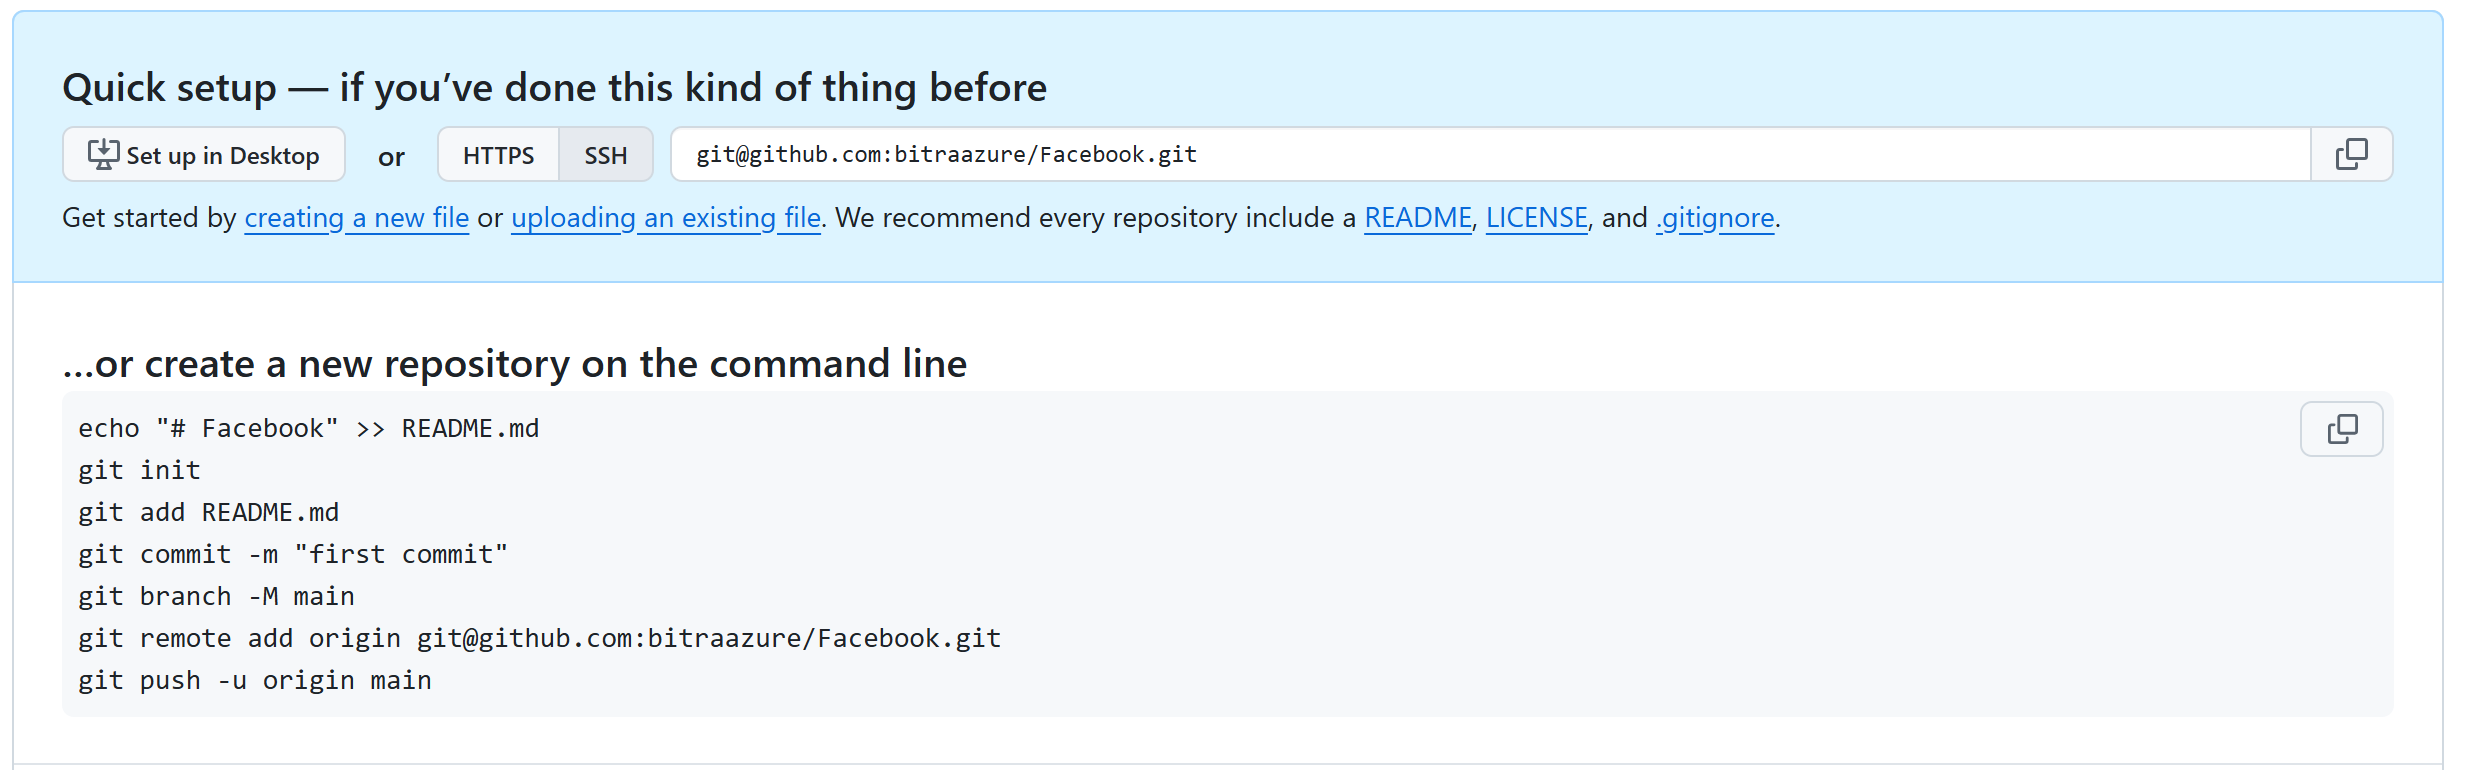 Quick setup — if you’ve done this kind of thing before
Set up in Desktop or HTTPS SSH git@github.com:bitraazure/Facebook.git
Get started by creating a new file or uploading an existing file. We recommend every repository include a README, LICENSE, and .gitignore.
…or create a new repository on the command line
echo "# Facebook" >> README.md
git init
git add README.md
git commit -m "first commit"
git branch -M main
git remote add origin git@github.com:bitraazure/Facebook.git
git push -u origin main